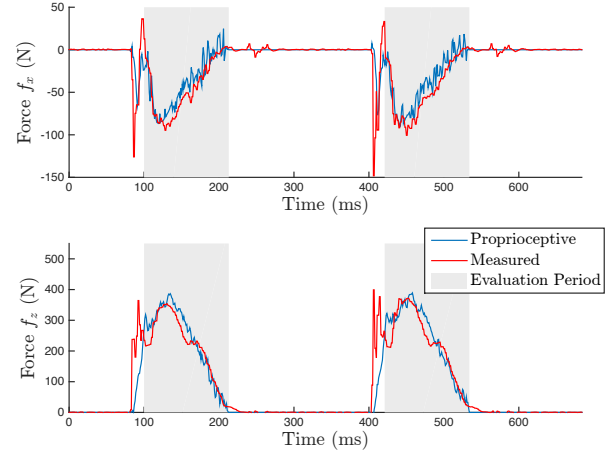 50
0
-50
-100
-150
Force f_x (N)
0 100 200 300 400 500 600
Time (ms)
500
400
300
200
100
0
Force f_z (N)
Proprioceptive
Measured
Evaluation Period
0 100 200 300 400 500 600
Time (ms)